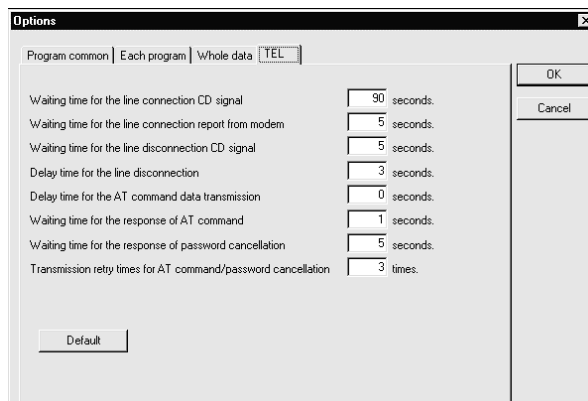 Options
Program common Each program Whole data TEL
OK
Cancel
Waiting time for the line connection CD signal 90 seconds.
Waiting time for the line connection report from modem 5 seconds.
Waiting time for the line disconnection CD signal 5 seconds.
Delay time for the line disconnection 3 seconds.
Delay time for the AT command data transmission 0 seconds.
Waiting time for the response of AT command 1 seconds.
Waiting time for the response of password cancellation 5 seconds.
Transmission retry times for AT command/password cancellation 3 times.
Default